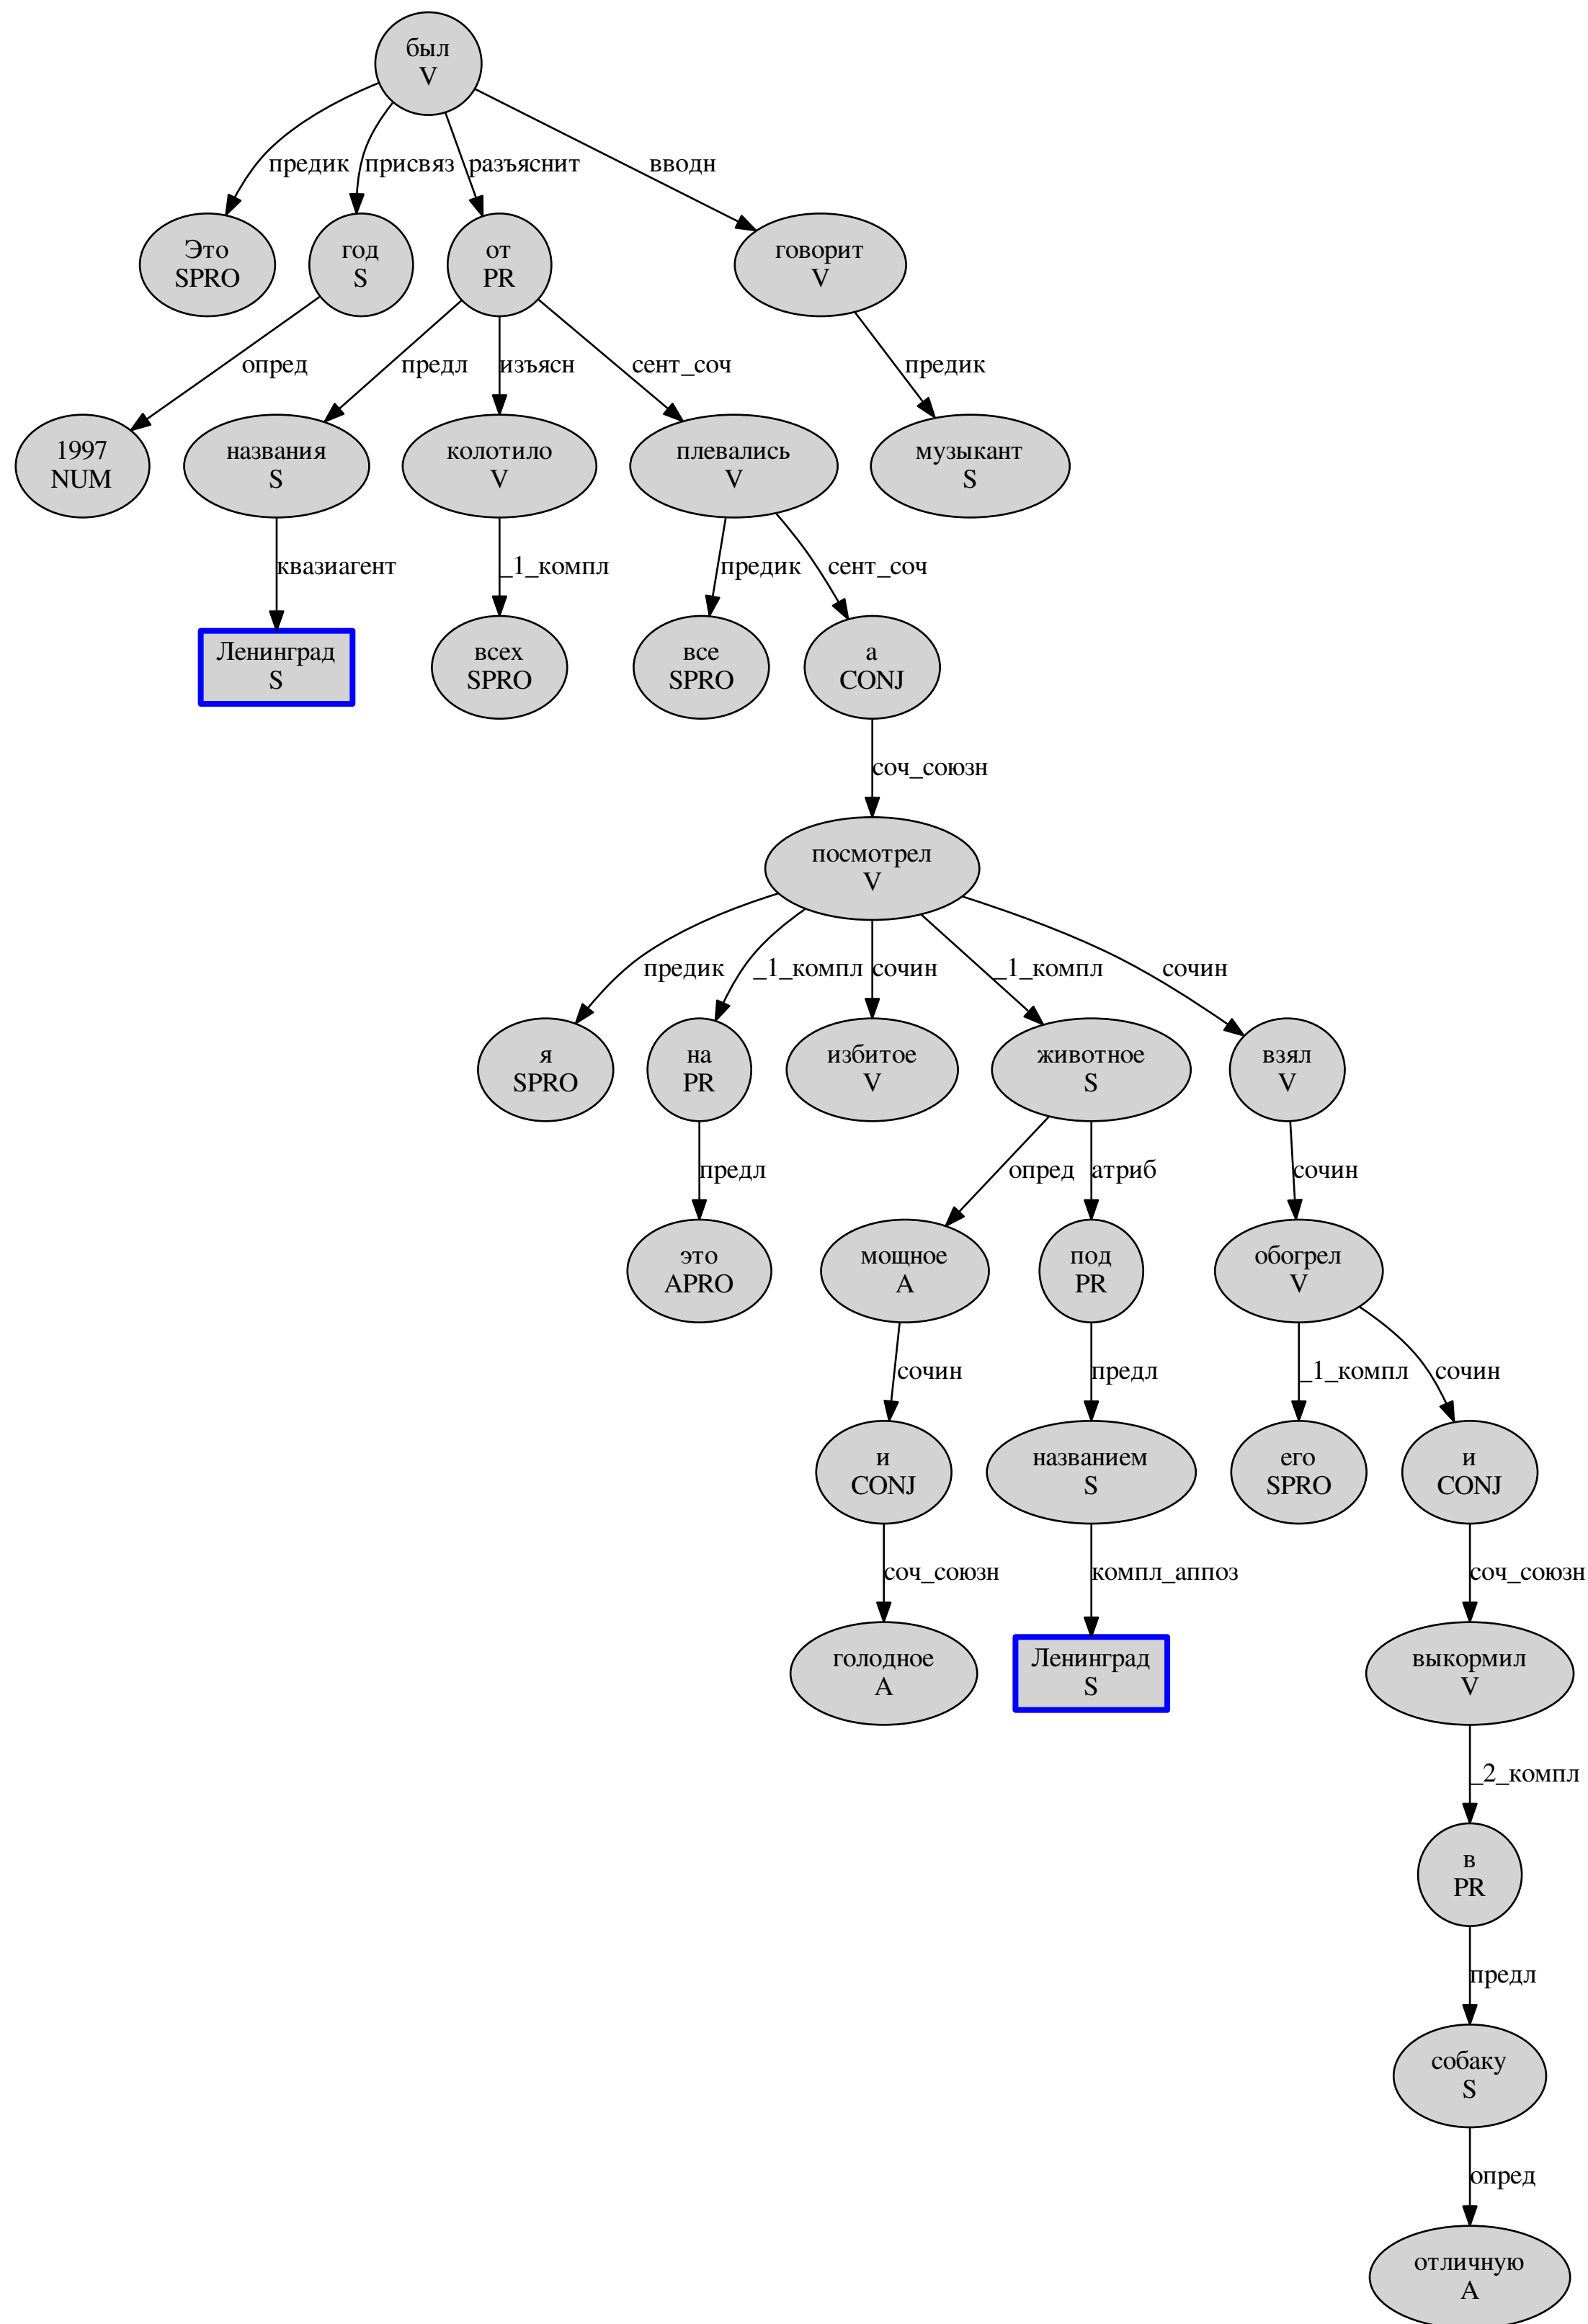 был
V
предик присвяз разъяснит вводн
Это
SPRO
год
S
от
PR
говорит
V
опред предл изъясн сент_соч предик
1997
NUM
названия
S
колотило
V
плевались
V
музыкант
S
квазиагент _1_компл предик сент_соч
Ленинград
S
всех
SPRO
все
SPRO
а
CONJ
соч_союзн
посмотрел
V
предик _1_компл сочин _1_компл сочин
я
SPRO
на
PR
избитое
V
животное
S
взял
V
предл опред атриб сочин
это
APRO
мощное
A
под
PR
обогрел
V
сочин предл _1_компл сочин
и
CONJ
названием
S
его
SPRO
и
CONJ
соч_союзн компл_аппоз соч_союзн
голодное
A
Ленинград
S
выкормил
V
_2_компл
в
PR
предл
собаку
S
опред
отличную
A